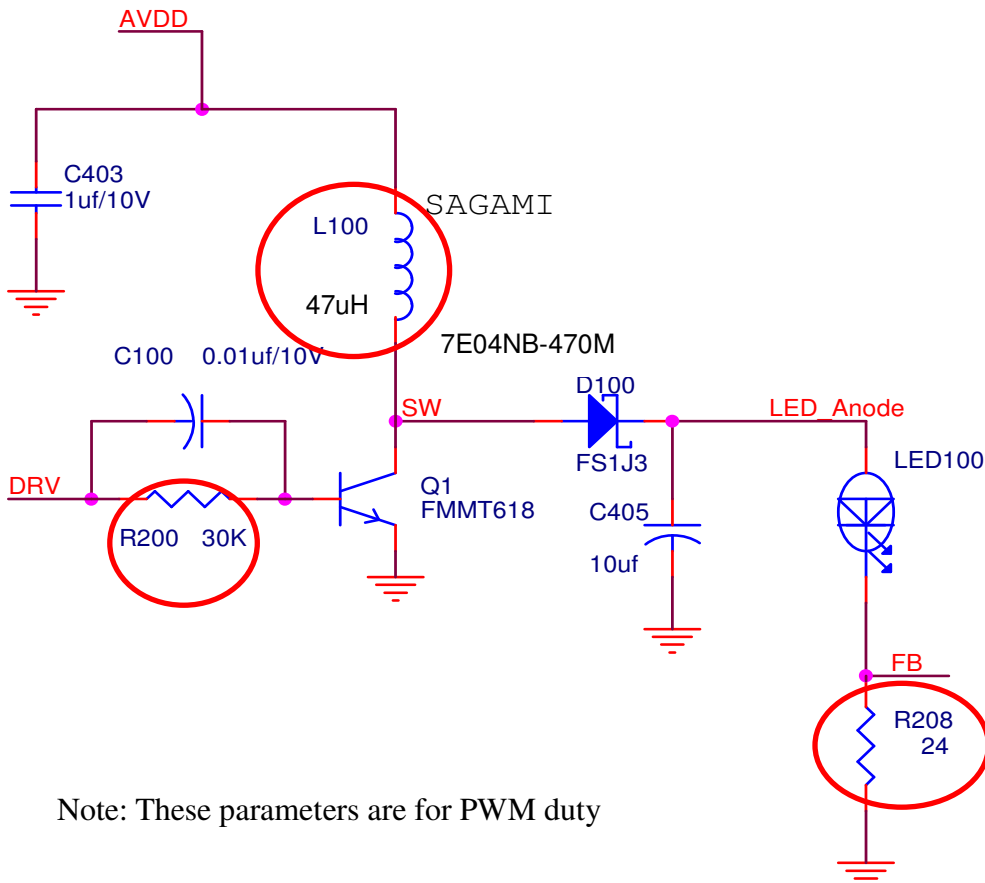 AVDD
C403
1uf/10V
SAGAMI
L100
47uH
7E04NB-470M
C100 0.01uf/10V
D100
SW
LED_Anode
FS1J3
LED100
DRV
Q1
FMMT618
R200 30K
C405
10uf
FB
R208
24
Note: These parameters are for PWM duty